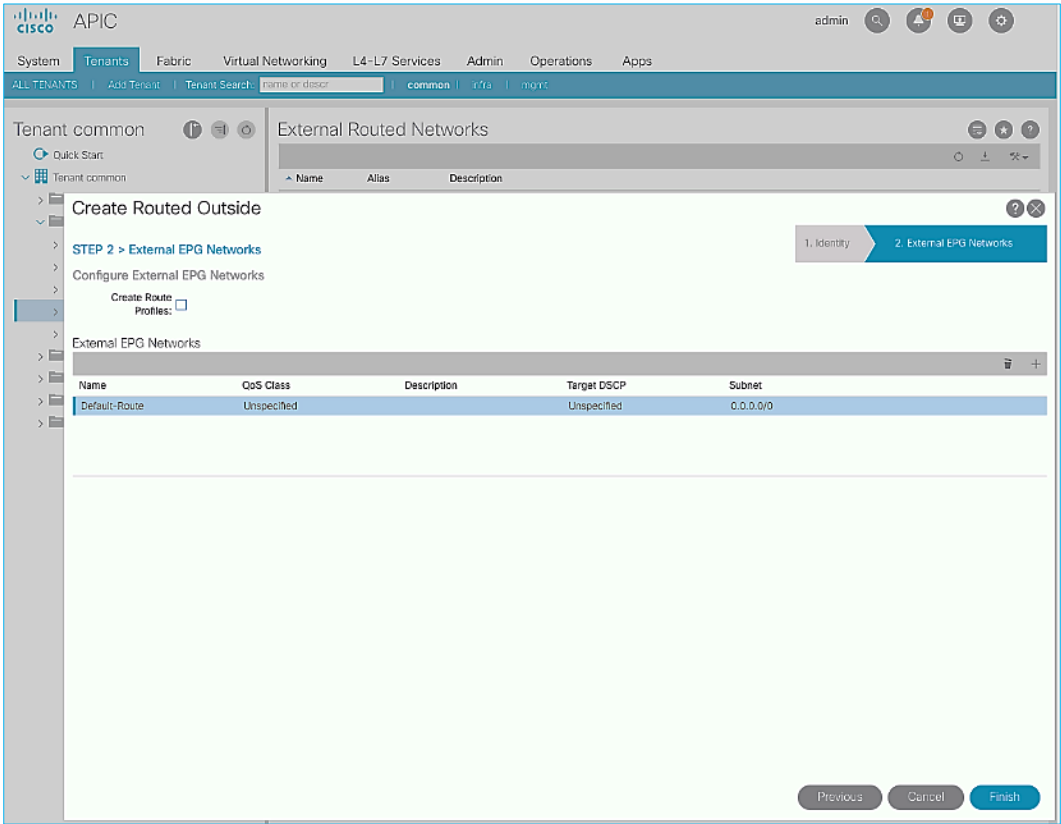 cisco APIC admin
System Tenants Fabric Virtual Networking L4-L7 Services Admin Operations Apps
ALL TENANTS | Add Tenant | Tenant Search: name or descr | common | infra | mgmt
Tenant common
Quick Start
Tenant common
External Routed Networks
Name Alias Description
Create Routed Outside
STEP 2 > External EPG Networks
1. Identity 2. External EPG Networks
Configure External EPG Networks
Create Route
Profiles:
External EPG Networks
Name QoS Class Description Target DSCP Subnet
Default-Route Unspecified Unspecified 0.0.0.0/0
Previous Cancel Finish